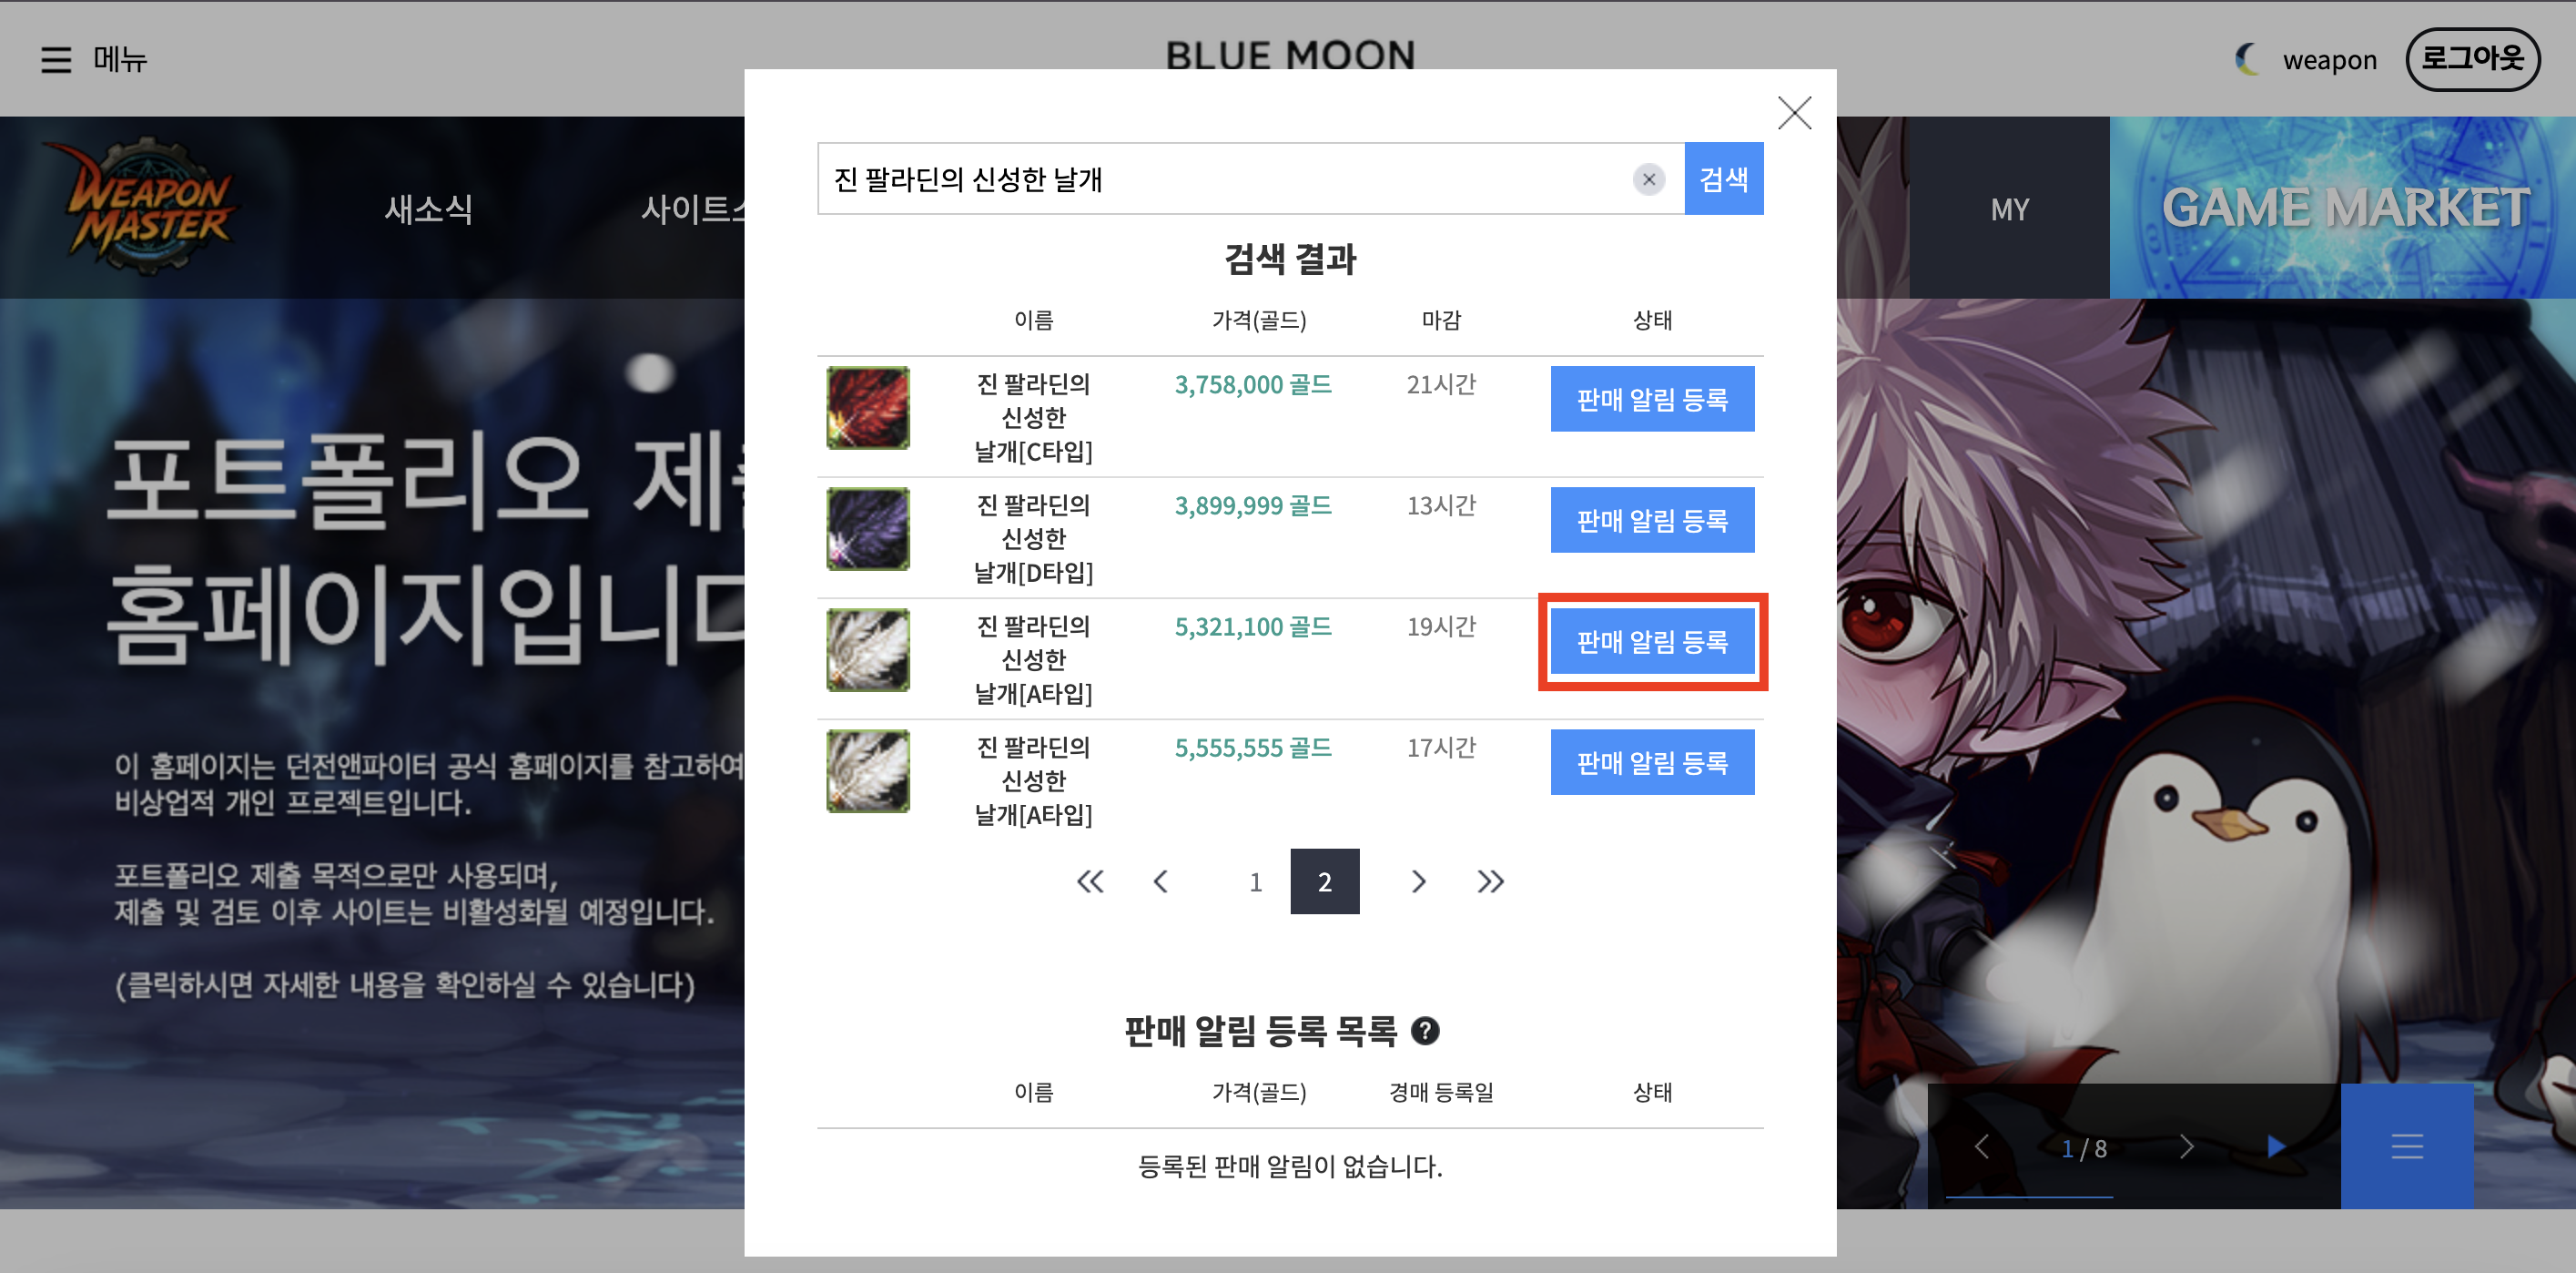 메뉴
BLUE MOON
weapon
로그아웃
WEAPON
MASTER
새소식
MY
GAME MARKET
포트폴리오
홈페이지입니다
이 홈페이지는 던전앤파이터 공식 홈페이지를 참고하여
비상업적 개인 프로젝트입니다.
포트폴리오 제출 목적으로만 사용되며,
제출 및 검토 이후 사이트는 비활성화될 예정입니다.
(클릭하시면 자세한 내용을 확인하실 수 있습니다)
진 팔라딘의 신성한 날개
검색
검색 결과
이름 가격(골드) 마감 상태
진 팔라딘의 3,758,000 골드 21시간 판매 알림 등록
신성한
날개[C타입]
진 팔라딘의 3,899,999 골드 13시간 판매 알림 등록
신성한
날개[D타입]
진 팔라딘의 5,321,100 골드 19시간 판매 알림 등록
신성한
날개[A타입]
진 팔라딘의 5,555,555 골드 17시간 판매 알림 등록
신성한
날개[A타입]
1 2
판매 알림 등록 목록 ?
이름 가격(골드) 경매 등록일 상태
등록된 판매 알림이 없습니다.
1 / 8